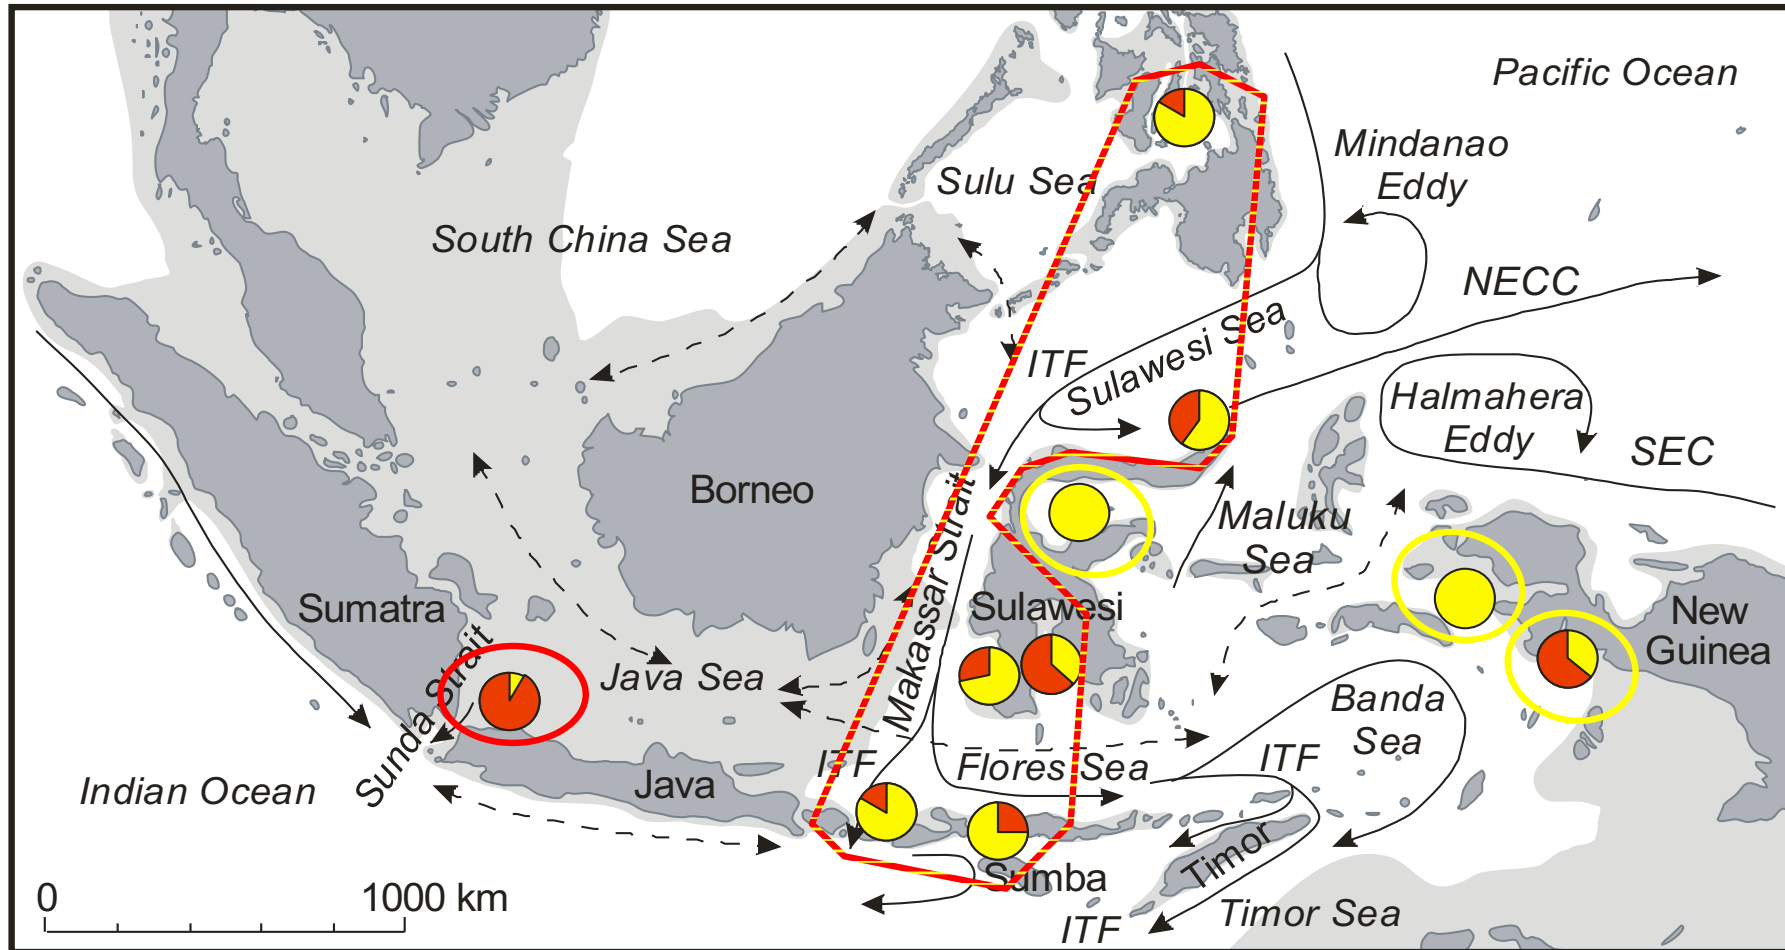 Pacific Ocean
Mindanao
Eddy
Sulu Sea
South China Sea
NECC
ITF
Sulawesi Sea
Halmahera
Eddy
SEC
Borneo
Makassar Strait
Maluku
Sea
Sumatra
Sulawesi
New
Guinea
Sunda Strait
Java Sea
Banda
Sea
Indian Ocean
Java
ITF
Flores Sea
ITF
Timor
Sumba
0
1000 km
ITF
Timor Sea